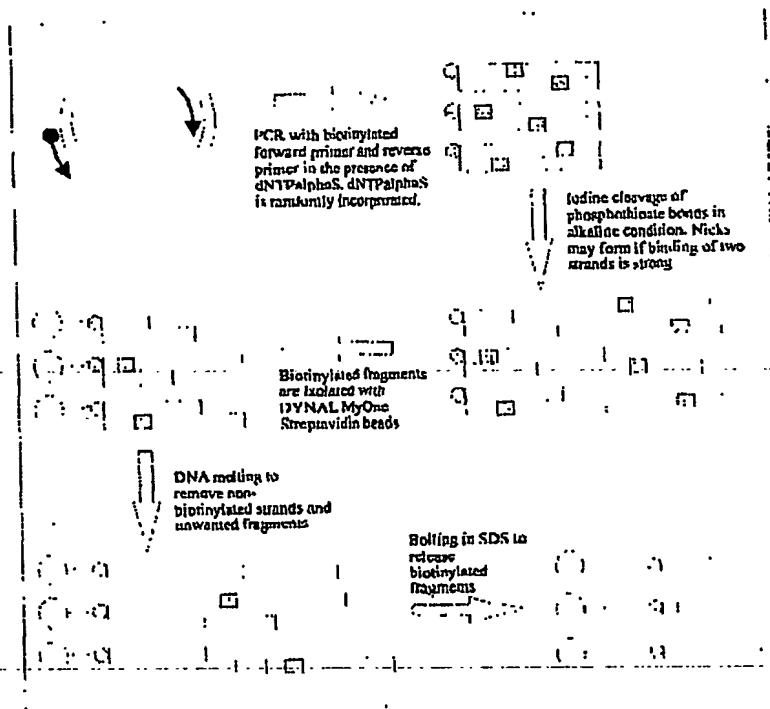 PCR with biotinylated
forward primer and reverse
primer in the presence of
dNTPalphaS. dNTPalphaS
is randomly incorporated.
Iodine cleavage of
phosphothioate bonds in
alkaline condition. Nicks
may form if binding of two
strands is strong
Biotinylated fragments
are isolated with
DYNAL MyOne
Streptavidin beads
DNA melting to
remove non-
biotinylated strands and
unwanted fragments
Boiling in SDS to
release
biotinylated
fragments